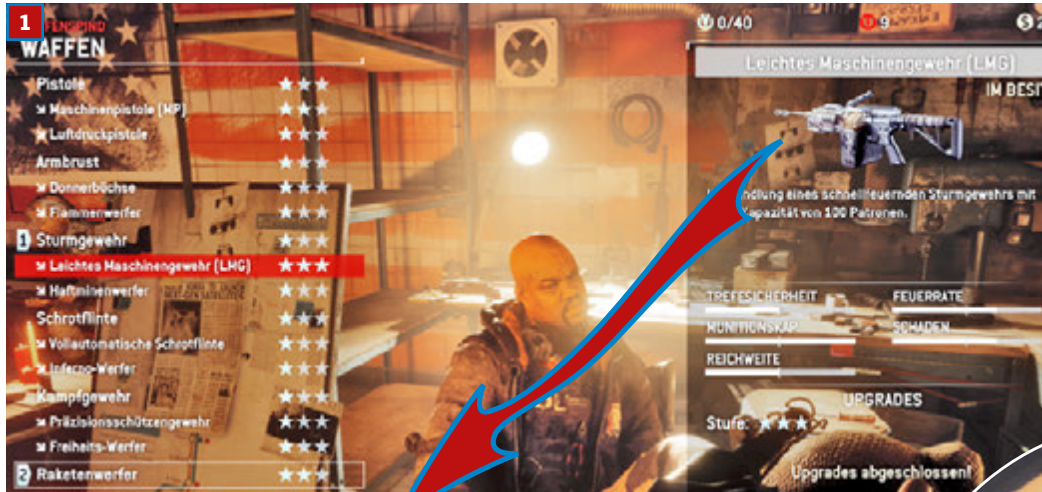 1
WAFFEN
Pistole
Maschinenpistole (MP)
Luftdruckpistole
Armbrust
Donnerbüchse
Flammenwerfer
1 Sturmgewehr
Leichtes Maschinengewehr (LMG)
Haftminenwerfer
Schrotflinte
Vollautomatische Schrotflinte
Inferno-Werfer
Kampfgewehr
Präzisionsschützengewehr
Freiheits-Werfer
2 Raketenwerfer
0/40
9
Leichtes Maschinengewehr (LMG)
IM BESI
eines schnellfeuernden Sturmgewehrs mit
Kapazität von 100 Patronen.
TREFFSICHERHEIT
FEUERRATE
MUNITIONSKAP.
SCHADEN
REICHWEITE
UPGRADES
Stufe:
Upgrades abgeschlossen!